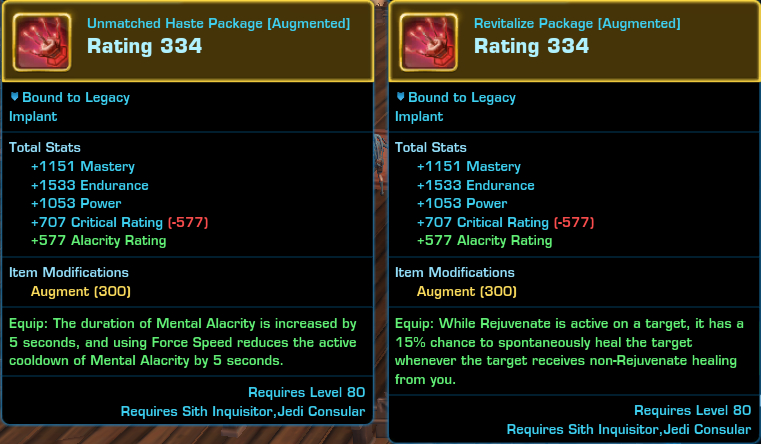 Unmatched Haste Package [Augmented]
Rating 334
Bound to Legacy
Implant
Total Stats
+1151 Mastery
+1533 Endurance
+1053 Power
+707 Critical Rating (-577)
+577 Alacrity Rating
Item Modifications
Augment (300)
Equip: The duration of Mental Alacrity is increased by
5 seconds, and using Force Speed reduces the active
cooldown of Mental Alacrity by 5 seconds.
Requires Level 80
Requires Sith Inquisitor,Jedi Consular
Revitalize Package [Augmented]
Rating 334
Bound to Legacy
Implant
Total Stats
+1151 Mastery
+1533 Endurance
+1053 Power
+707 Critical Rating (-577)
+577 Alacrity Rating
Item Modifications
Augment (300)
Equip: While Rejuvenate is active on a target, it has a
15% chance to spontaneously heal the target
whenever the target receives non-Rejuvenate healing
from you.
Requires Level 80
Requires Sith Inquisitor,Jedi Consular